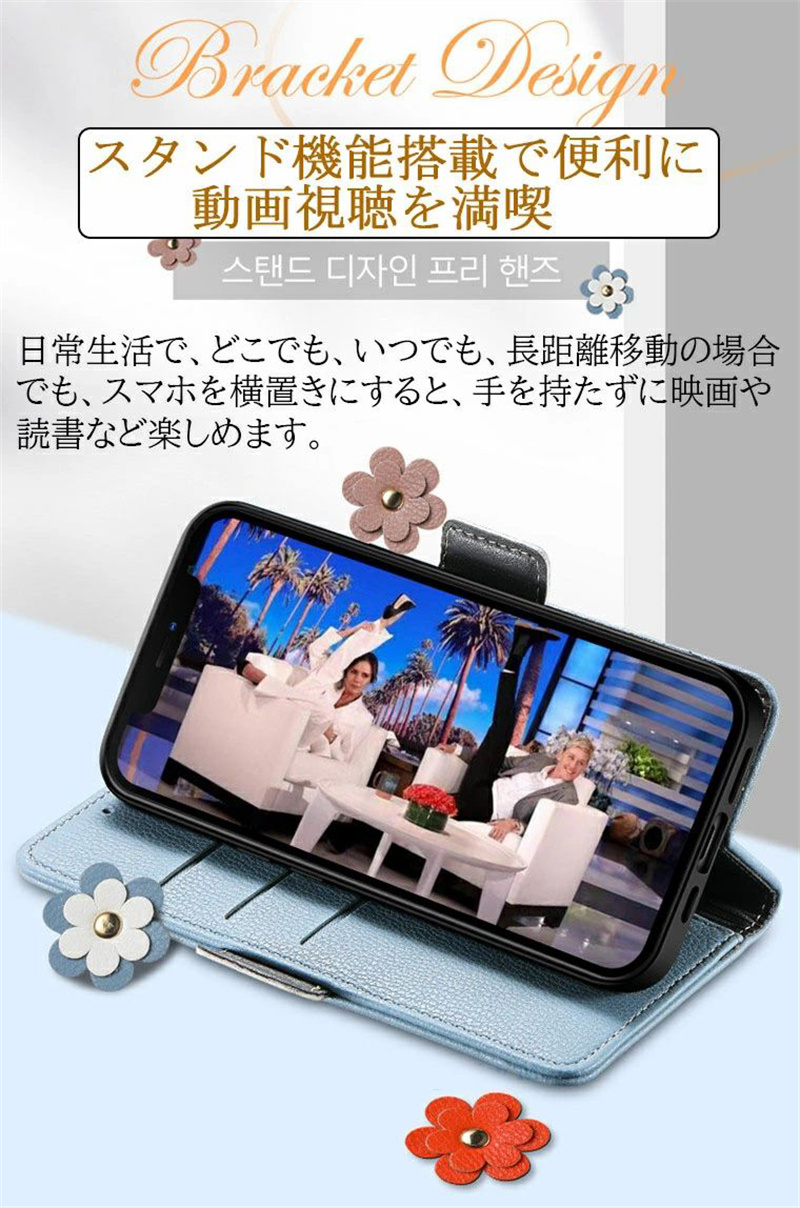 Bracket Design
スタンド機能搭載で便利に
動画視聴を満喫
스탠드 디자인 프리 핸즈
日常生活で、どこでも、いつでも、長距離移動の場合
でも、スマホを横置きにすると、手を持たずに映画や
読書など楽しめます。